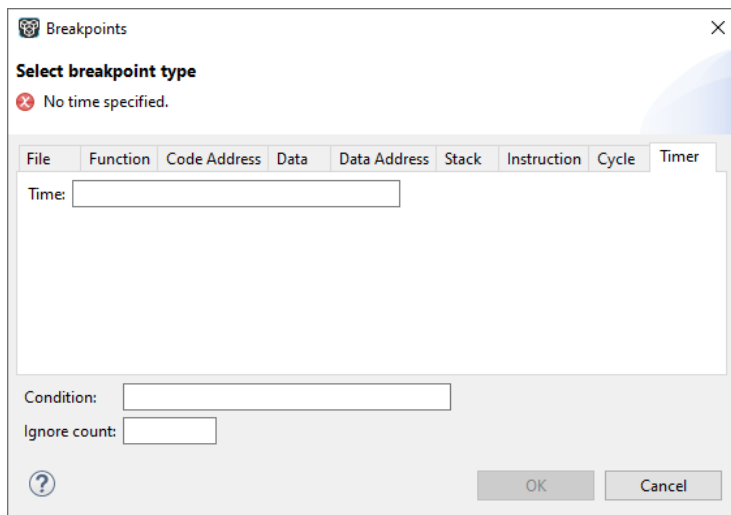 Breakpoints
Select breakpoint type
No time specified.
File Function Code Address Data Data Address Stack Instruction Cycle Timer
Time:
Condition:
Ignore count:
? OK Cancel